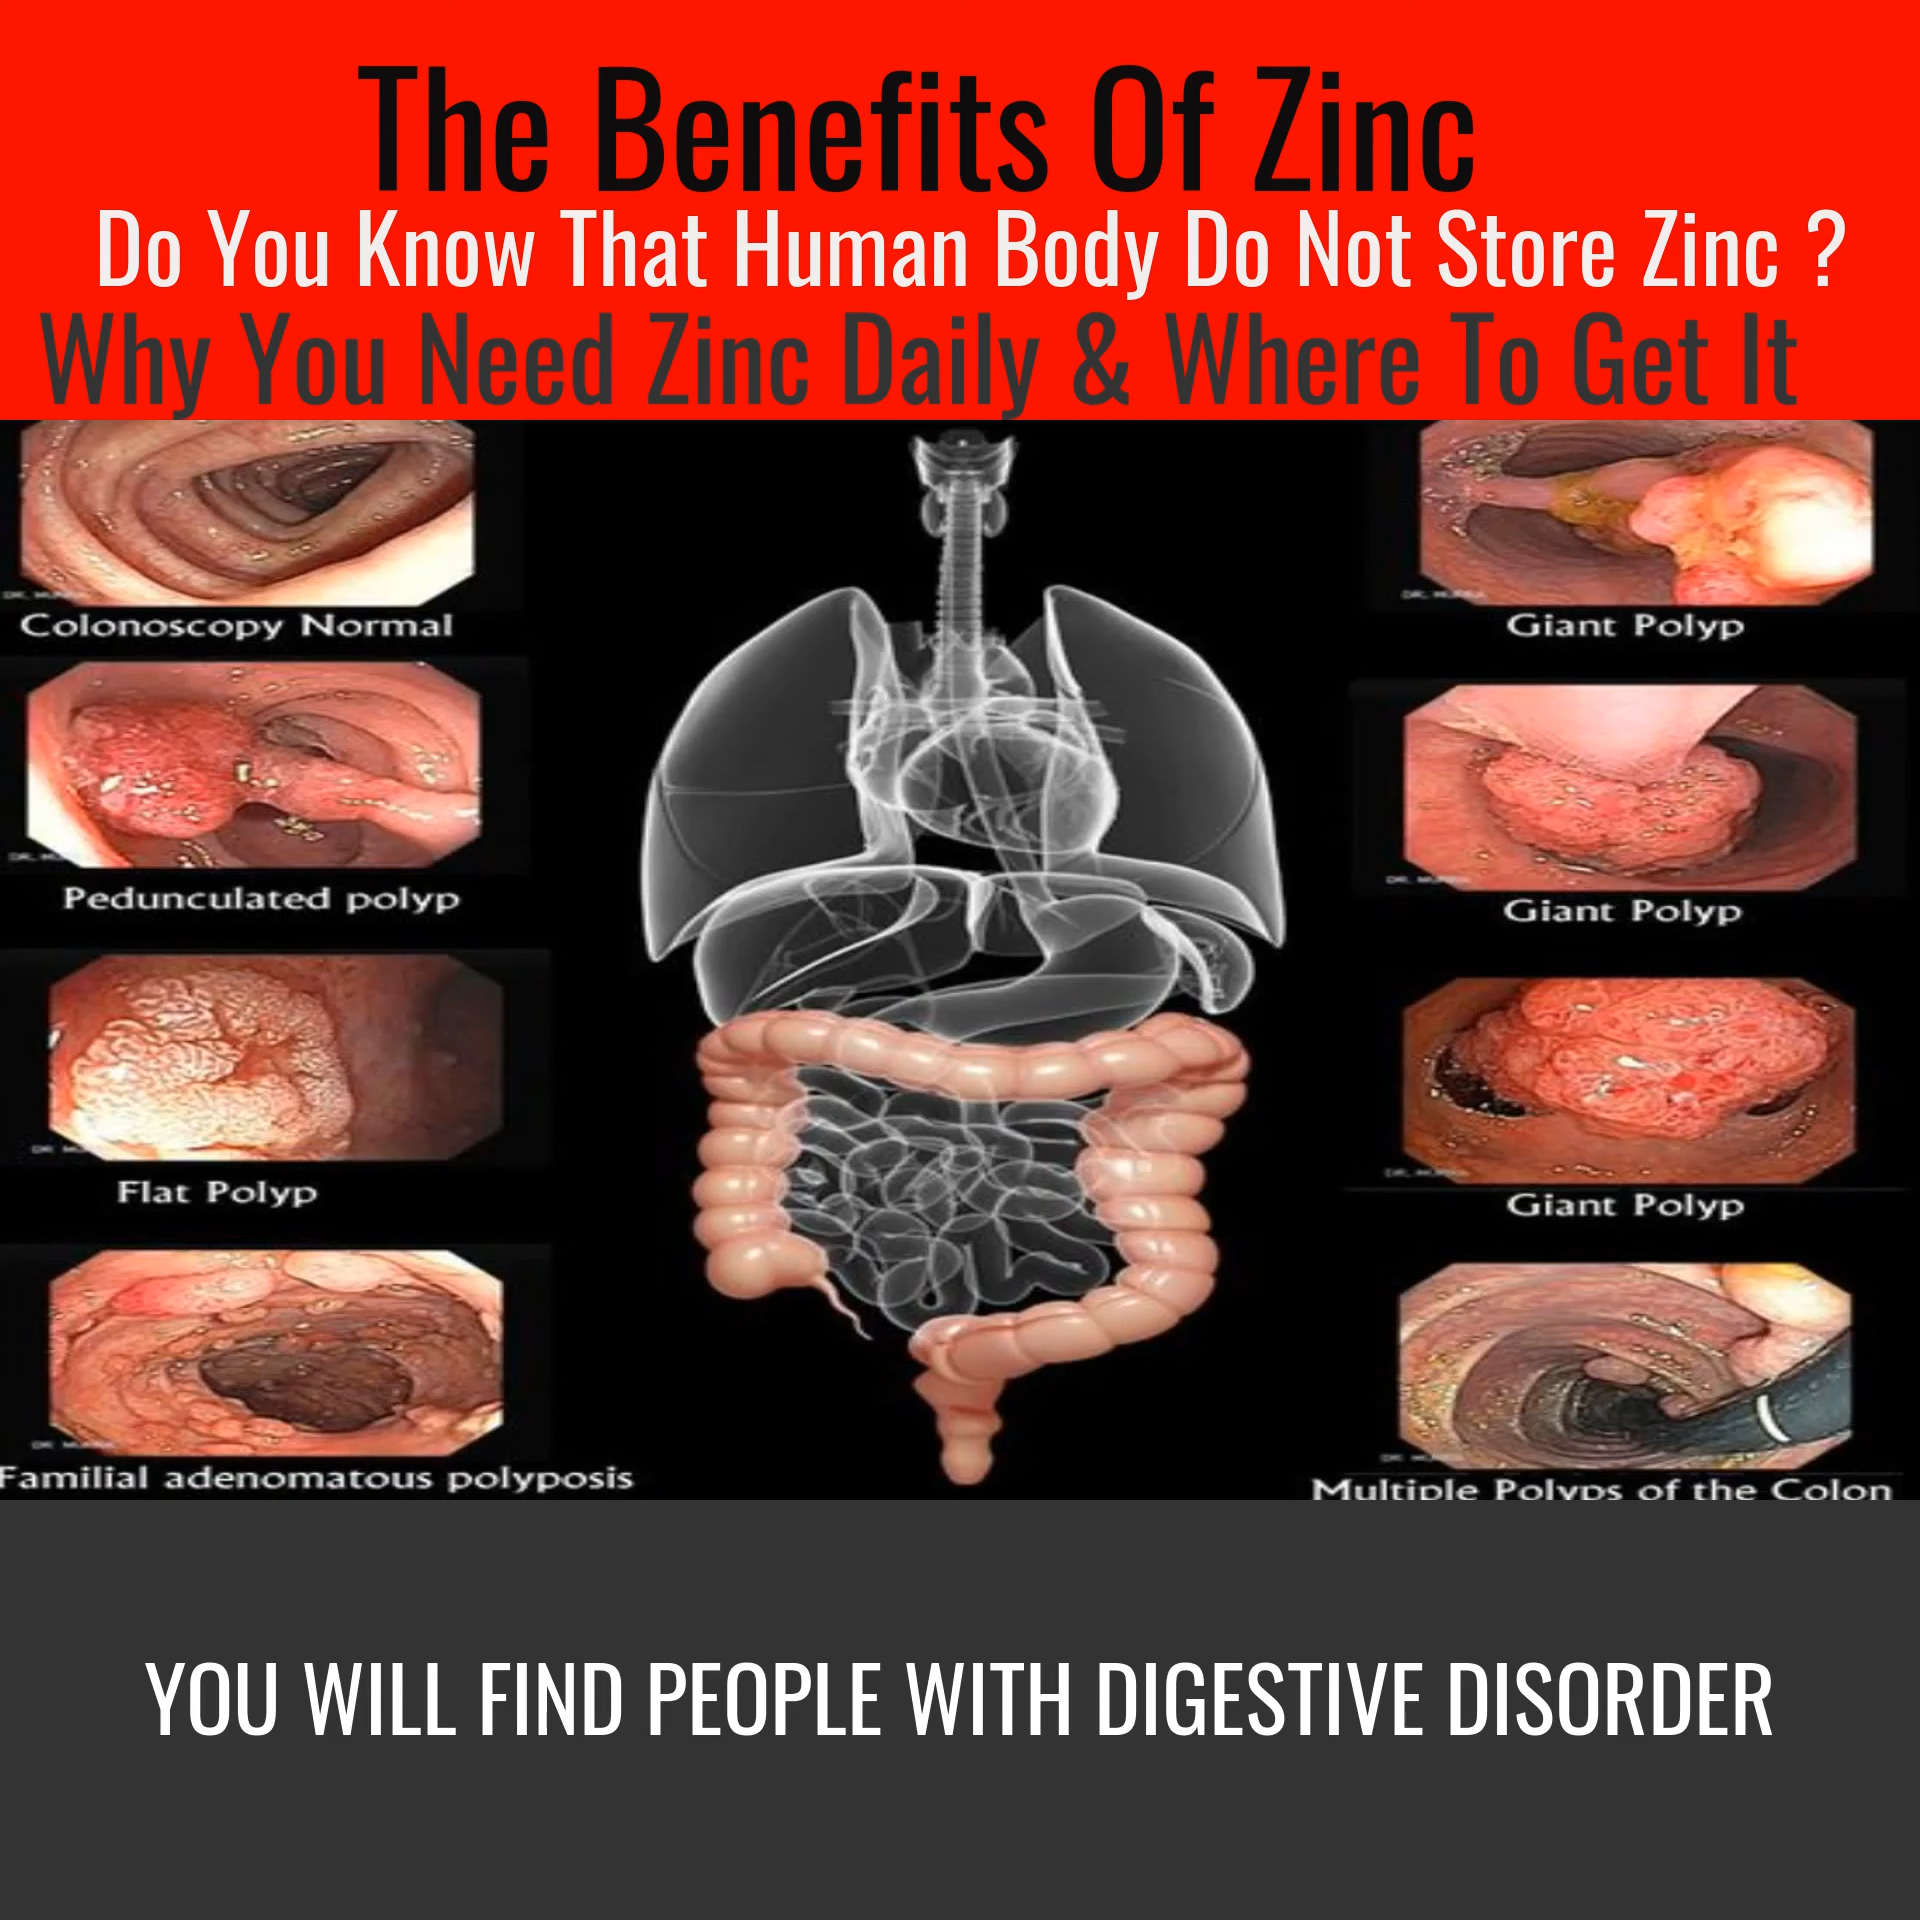 The Benefits Of Zinc
Do You Know That Human Body Do Not Store Zinc ?
Why You Need Zinc Daily & Where To Get It
Colonoscopy Normal
Giant Polyp
Pedunculated polyp
Giant Polyp
Flat Polyp
Giant Polyp
Familial adenomatous polyposis
Multiple Polyps of the Colon
YOU WILL FIND PEOPLE WITH DIGESTIVE DISORDER